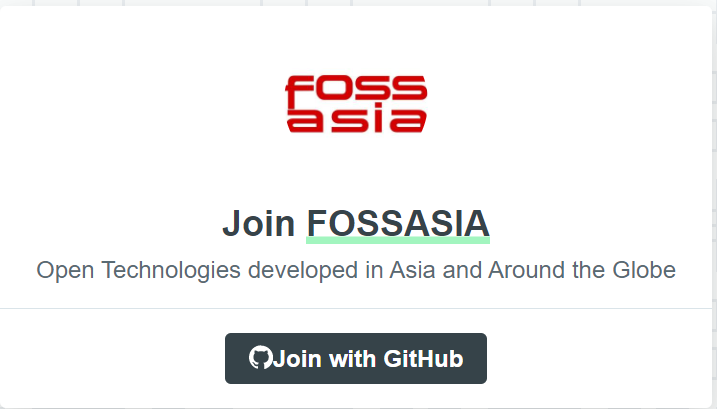 foss
asia
Join FOSSASIA
Open Technologies developed in Asia and Around the Globe
Join with GitHub